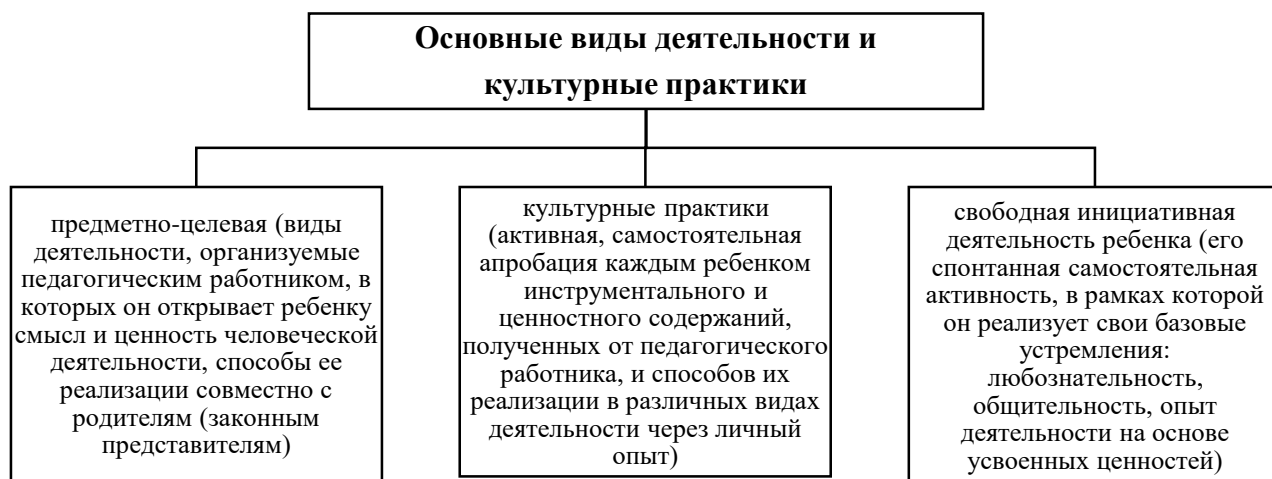 Основные виды деятельности и
культурные практики
предметно-целевая (виды
деятельности, организуемые
педагогическим работником, в
которых он открывает ребенку
смысл и ценность человеческой
деятельности, способы ее
реализации совместно с
родителям (законным
представителям)
культурные практики
(активная, самостоятельная
апробация каждым ребенком
инструментального и
ценностного содержаний,
полученных от педагогического
работника, и способов их
реализации в различных видах
деятельности через личный
опыт)
свободная инициативная
деятельность ребенка (его
спонтанная самостоятельная
активность, в рамках которой
он реализует свои базовые
устремления:
любознательность,
общительность, опыт
деятельности на основе
усвоенных ценностей)